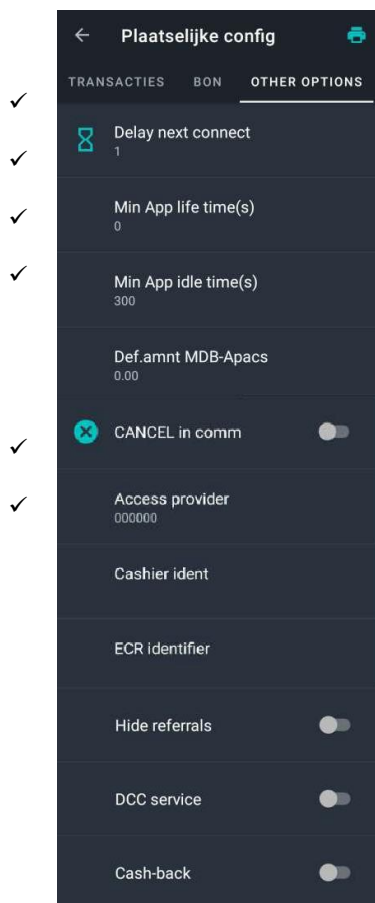 Plaatselijke config
TRANSACTIES BON OTHER OPTIONS
Delay next connect
1
Min App life time(s)
0
Min App idle time(s)
300
Def.amnt MDB-Apacs
0.00
CANCEL in comm
Access provider
000000
Cashier ident
ECR identifier
Hide referrals
DCC service
Cash-back